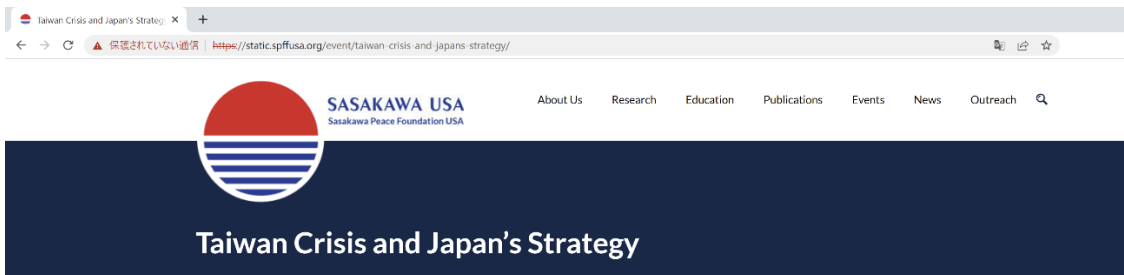 Taiwan Crisis and Japan's Strateg
保護されていない通信 | https://static.spffusa.org/event/taiwan-crisis-and-japans-strategy/
SASAKAWA USA
Sasakawa Peace Foundation USA
About Us Research Education Publications Events News Outreach
Taiwan Crisis and Japan’s Strategy